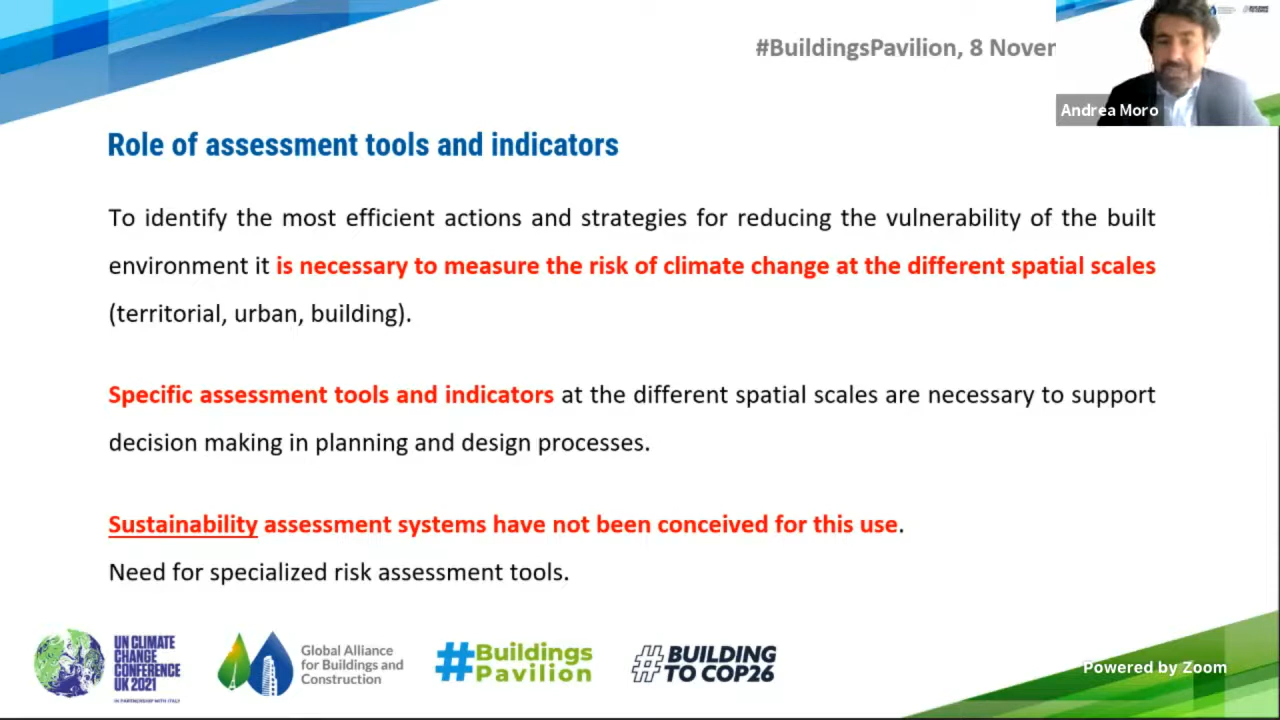 #BuildingsPavilion, 8 Nover
Andrea Moro
Role of assessment tools and indicators
To identify the most efficient actions and strategies for reducing the vulnerability of the built
environment it is necessary to measure the risk of climate change at the different spatial scales
(territorial, urban, building).
Specific assessment tools and indicators at the different spatial scales are necessary to support
decision making in planning and design processes.
Sustainability assessment systems have not been conceived for this use.
Need for specialized risk assessment tools.
UN CLIMATE
CHANGE
CONFERENCE
UK 2021
IN PARTNERSHIP WITH ITALY
Global Alliance
for Buildings and
Construction
#Buildings
Pavilion
#BUILDING
TO COP26
Powered by Zoom